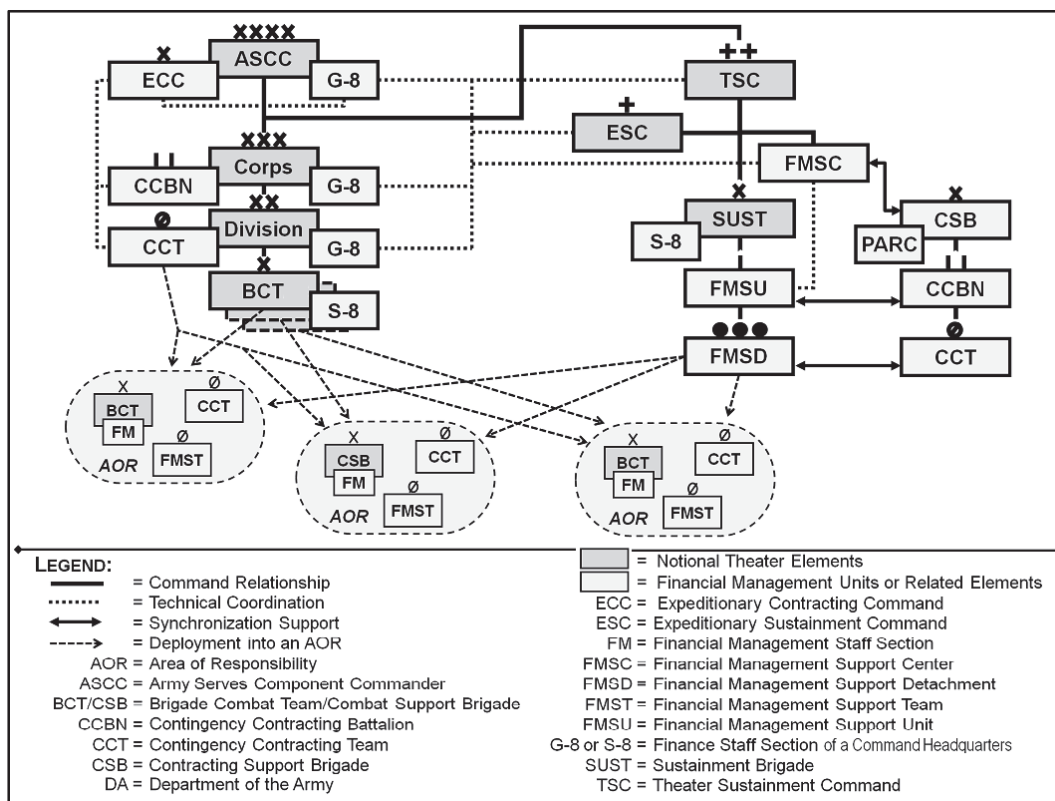 XXXX
ASCC
ECC
X
G-8
++
TSC
+
ESC
XXX
Corps
CCBN
II
G-8
FMSC
XX
Division
CCT
Ø
G-8
X
SUST
S-8
X
CSB
PARC
X
BCT
S-8
FMSU
II
CCBN
FMSD
Ø
CCT
X
BCT
FM
Ø
CCT
Ø
FMST
AOR
X
CSB
FM
Ø
CCT
Ø
FMST
AOR
X
BCT
FM
Ø
CCT
Ø
FMST
AOR
LEGEND:
= Command Relationship
= Technical Coordination
= Synchronization Support
= Deployment into an AOR
AOR = Area of Responsibility
ASCC = Army Serves Component Commander
BCT/CSB = Brigade Combat Team/Combat Support Brigade
CCBN = Contingency Contracting Battalion
CCT = Contingency Contracting Team
CSB = Contracting Support Brigade
DA = Department of the Army
= Notional Theater Elements
= Financial Management Units or Related Elements
ECC = Expeditionary Contracting Command
ESC = Expeditionary Sustainment Command
FM = Financial Management Staff Section
FMSC = Financial Management Support Center
FMSD = Financial Management Support Detachment
FMST = Financial Management Support Team
FMSU = Financial Management Support Unit
G-8 or S-8 = Finance Staff Section of a Command Headquarters
SUST = Sustainment Brigade
TSC = Theater Sustainment Command